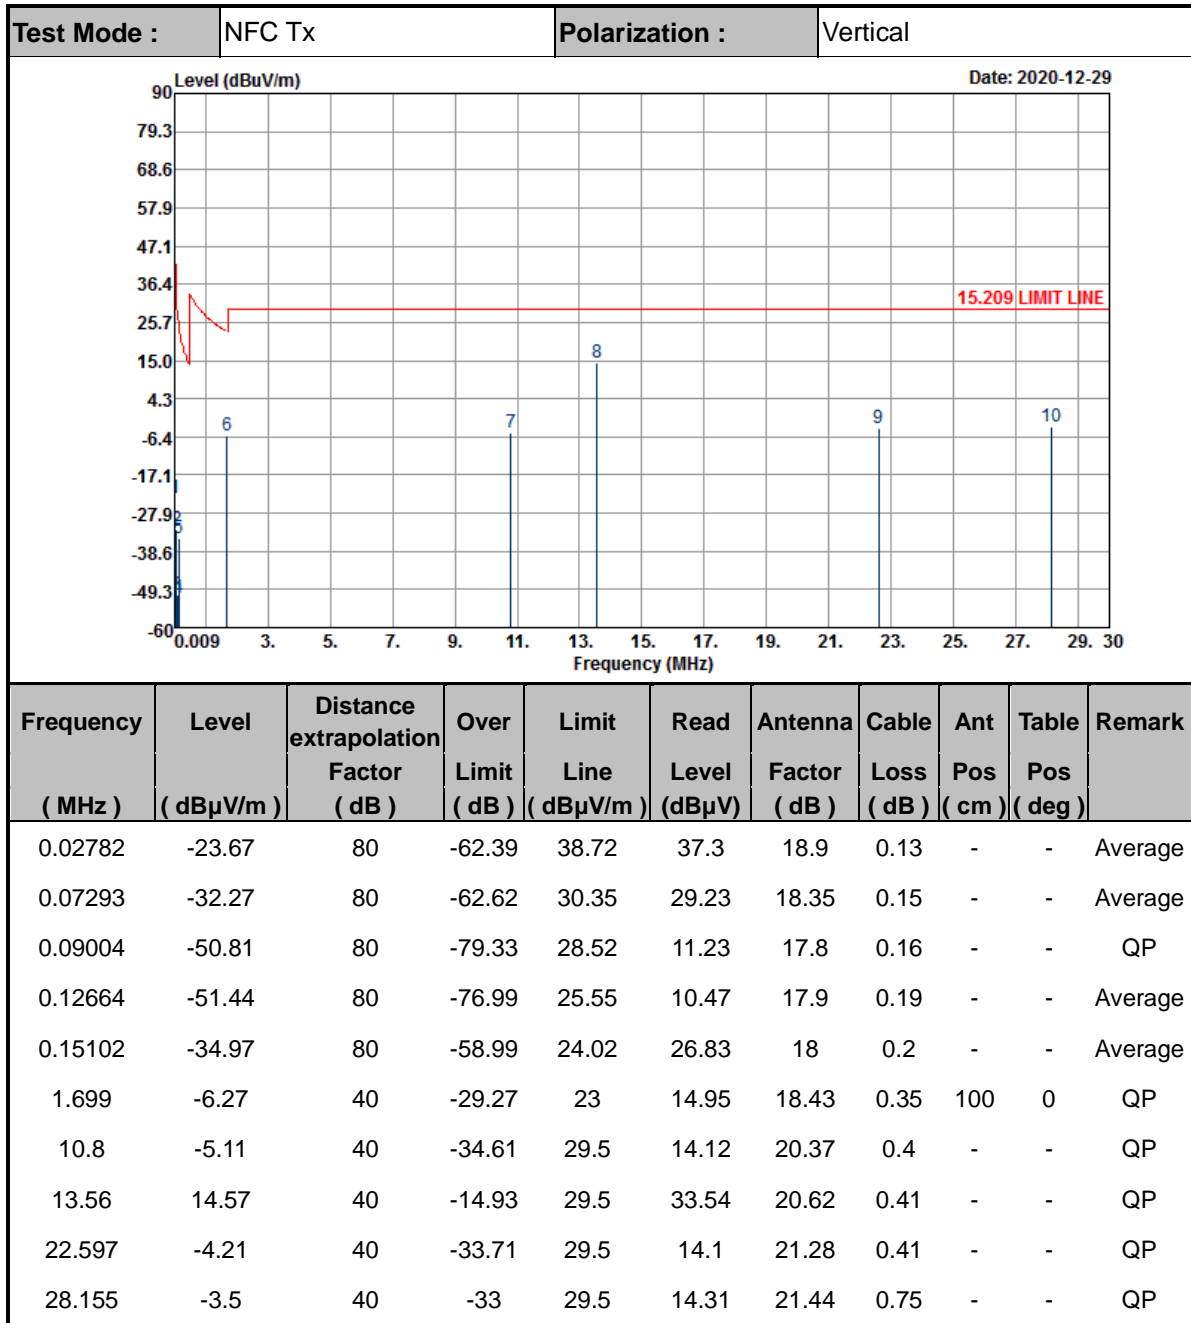 Test Mode : NFC Tx Polarization : Vertical
Level (dBuV/m) Date: 2020-12-29
90
79.3
68.6
57.9
47.1
36.4
25.7
15.0
4.3
-6.4
-17.1
-27.9
-38.6
-49.3
-60
15.209 LIMIT LINE
2
5
6
7
8
9
10
0.009 3. 5. 7. 9. 11. 13. 15. 17. 19. 21. 23. 25. 27. 29. 30
Frequency (MHz)
Frequency Level Distance extrapolation Over Limit Read Antenna Cable Ant Table Remark
Factor Limit Line Level Factor Loss Pos Pos
( MHz ) ( dBµV/m ) ( dB ) ( dB ) ( dBµV/m ) (dBµV) ( dB ) ( dB ) ( cm ) ( deg )
0.02782 -23.67 80 -62.39 38.72 37.3 18.9 0.13 - - Average
0.07293 -32.27 80 -62.62 30.35 29.23 18.35 0.15 - - Average
0.09004 -50.81 80 -79.33 28.52 11.23 17.8 0.16 - - QP
0.12664 -51.44 80 -76.99 25.55 10.47 17.9 0.19 - - Average
0.15102 -34.97 80 -58.99 24.02 26.83 18 0.2 - - Average
1.699 -6.27 40 -29.27 23 14.95 18.43 0.35 100 0 QP
10.8 -5.11 40 -34.61 29.5 14.12 20.37 0.4 - - QP
13.56 14.57 40 -14.93 29.5 33.54 20.62 0.41 - - QP
22.597 -4.21 40 -33.71 29.5 14.1 21.28 0.41 - - QP
28.155 -3.5 40 -33 29.5 14.31 21.44 0.75 - - QP